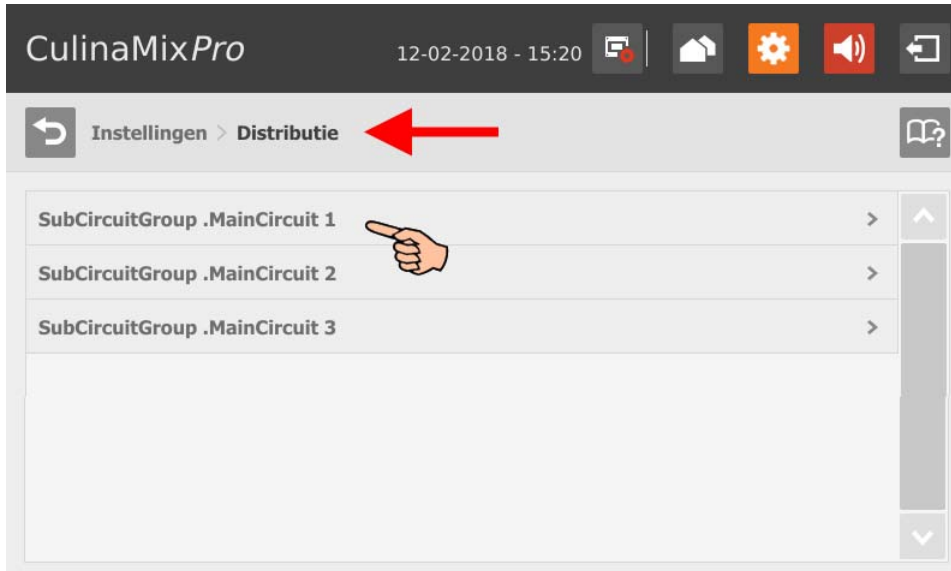 CulinaMixPro 12-02-2018 - 15:20
Instellingen > Distributie
SubCircuitGroup .MainCircuit 1 >
SubCircuitGroup .MainCircuit 2 >
SubCircuitGroup .MainCircuit 3 >